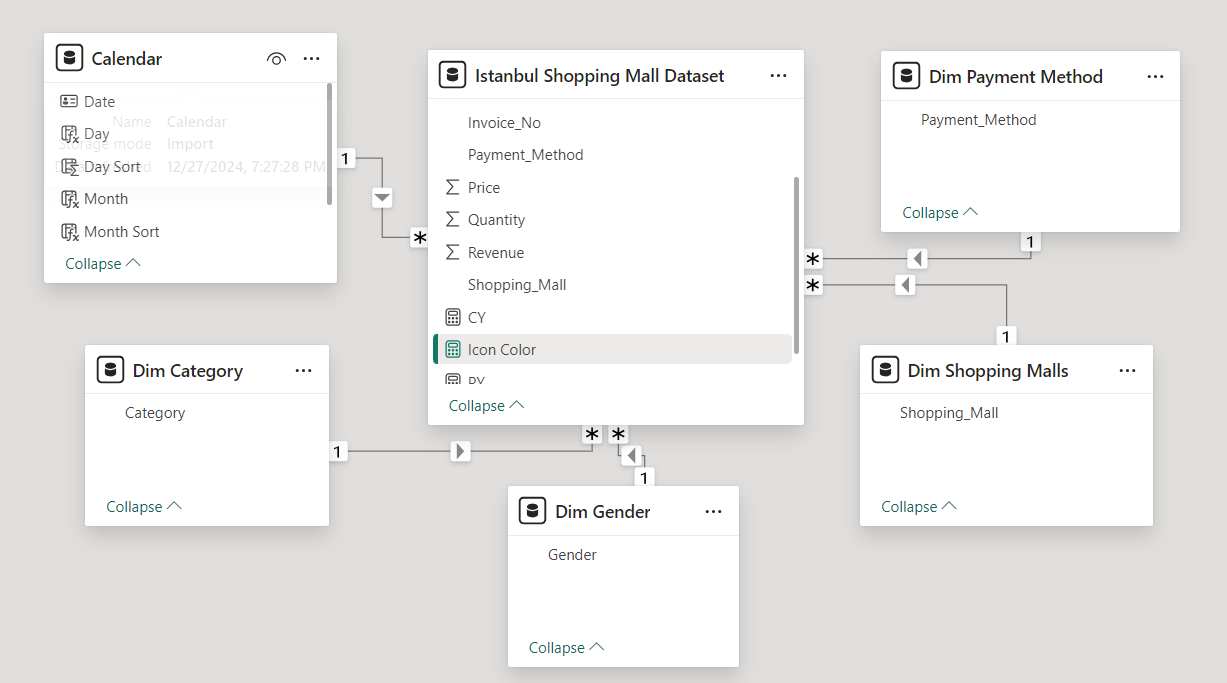 Calendar
Date
Name Calendar
Day
Storage mode Import
Day Sort
12/27/2024, 7:27:28 PM
Month
Month Sort
Collapse
1
*
Istanbul Shopping Mall Dataset
Invoice_No
Payment_Method
Price
Quantity
Revenue
Shopping_Mall
CY
Icon Color
PY
Collapse
Dim Payment Method
Payment_Method
Collapse
1
*
*
1
Dim Category
Category
Collapse
1
*
*
1
Dim Gender
Gender
Collapse
Dim Shopping Malls
Shopping_Mall
Collapse